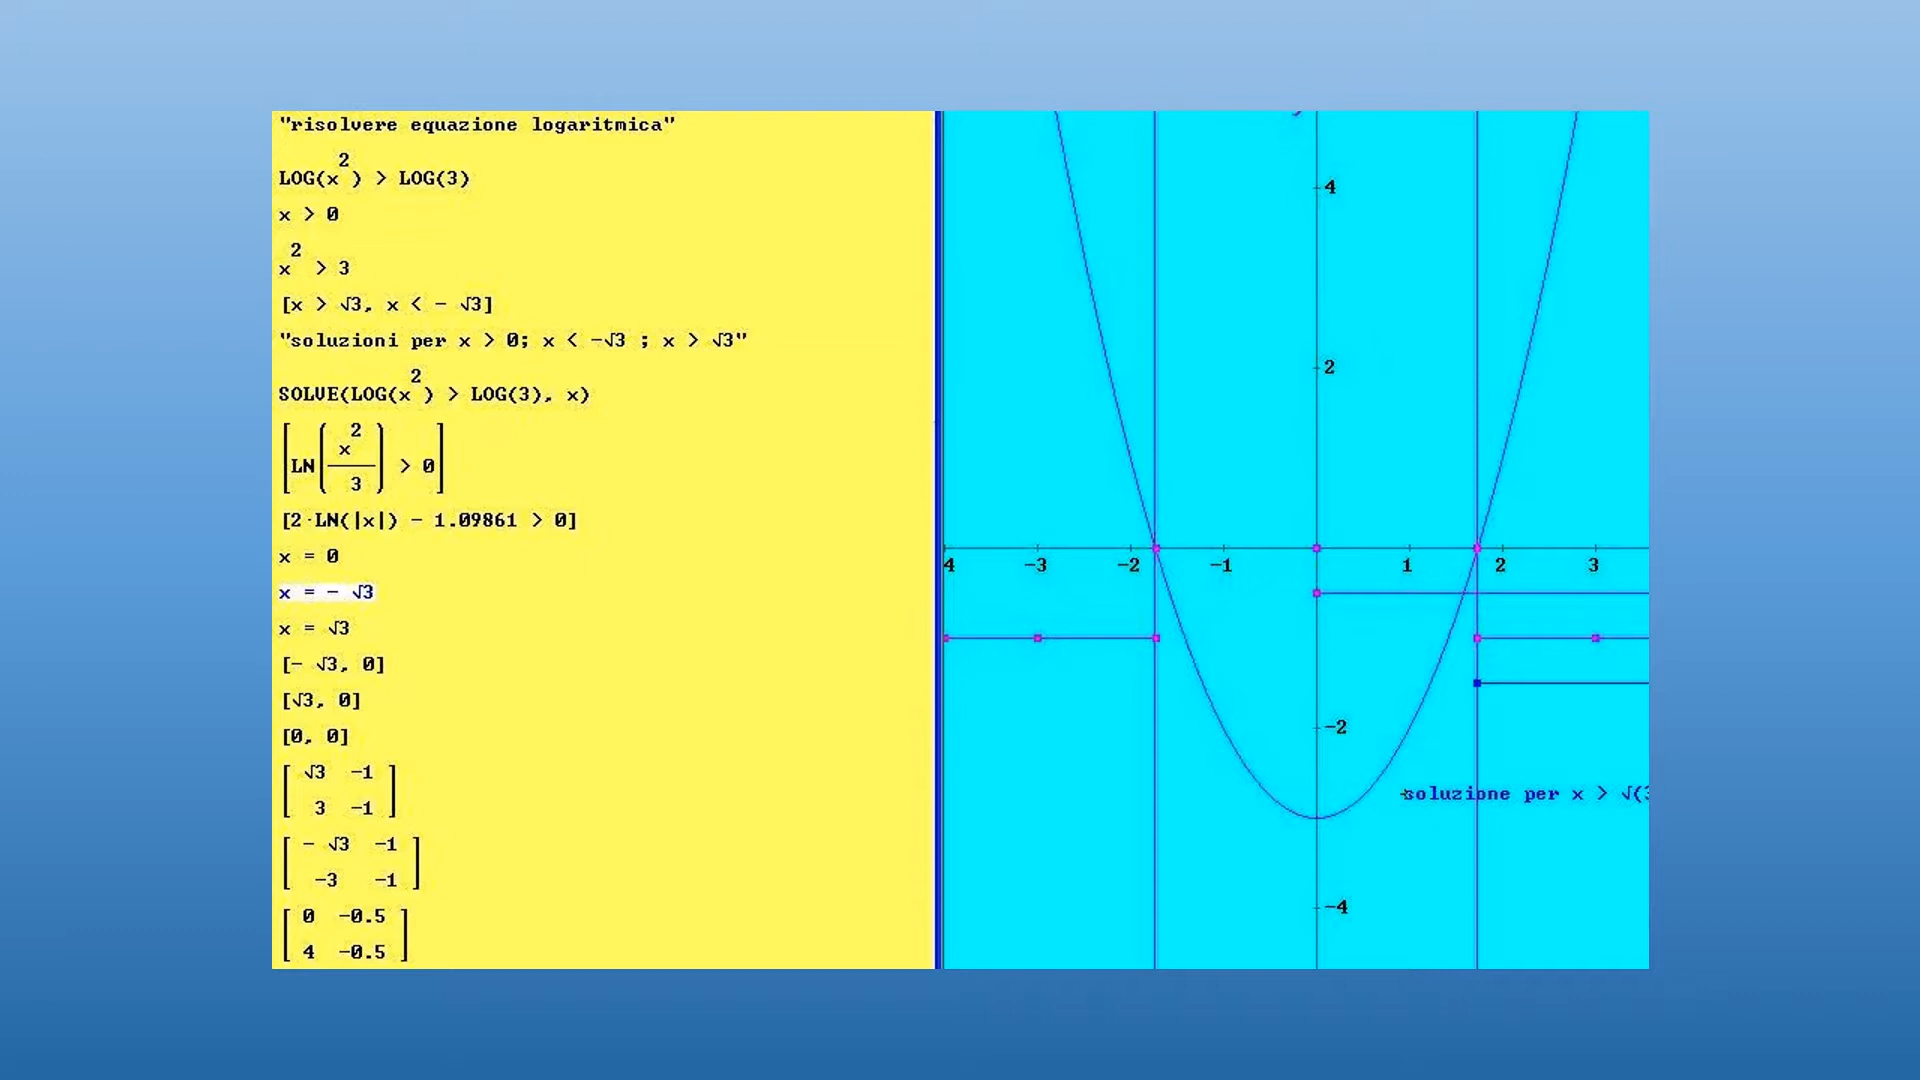 "risolvere equazione logaritmica"
LOG(x²) > LOG(3)
x > 0
x² > 3
[x > √3, x < - √3]
"soluzioni per x > 0; x < -√3 ; x > √3"
SOLVE(LOG(x²) > LOG(3), x)
[LN(x²/3) > 0]
[2·LN(|x|) - 1.09861 > 0]
x = 0
x = - √3
x = √3
[- √3, 0]
[√3, 0]
[0, 0]
[√3 -1
3 -1]
[- √3 -1
-3 -1]
[0 -0.5
4 -0.5]
4
2
4 -3 -2 -1 1 2 3
-2
soluzione per x > √(3
-4